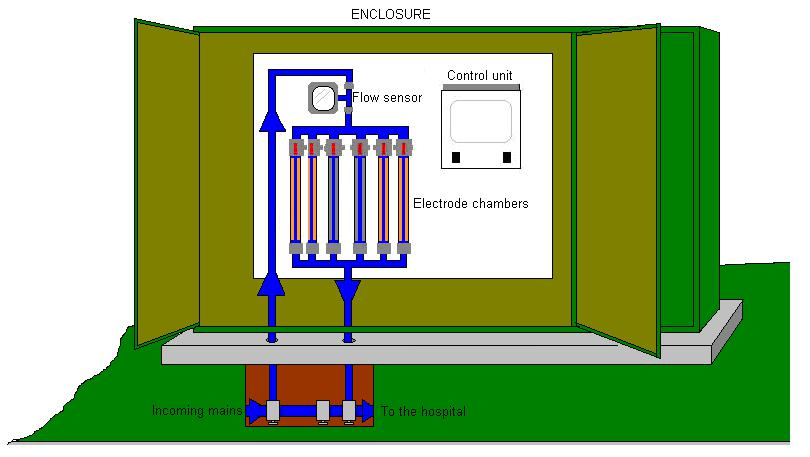 ENCLOSURE
Control unit
Flow sensor
Electrode chambers
Incoming mains
To the hospital